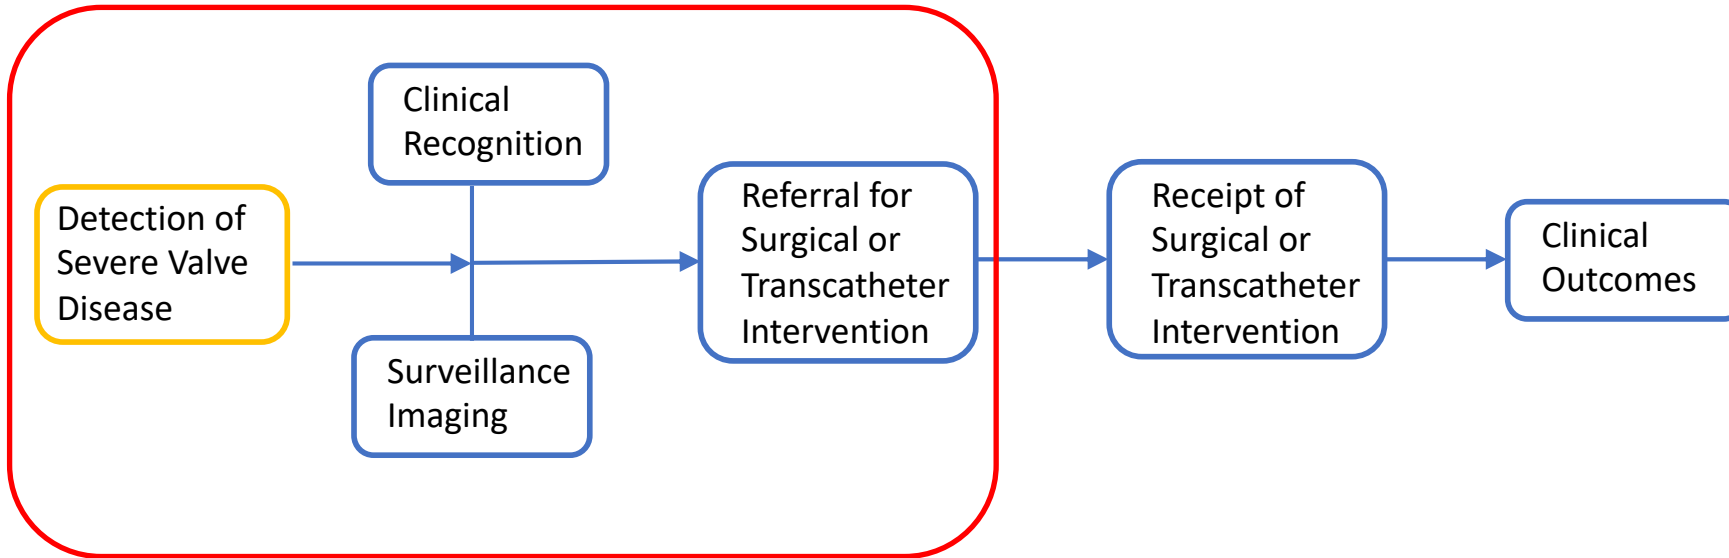 Detection of
Severe Valve
Disease
Clinical
Recognition
Surveillance
Imaging
Referral for
Surgical or
Transcatheter
Intervention
Receipt of
Surgical or
Transcatheter
Intervention
Clinical
Outcomes